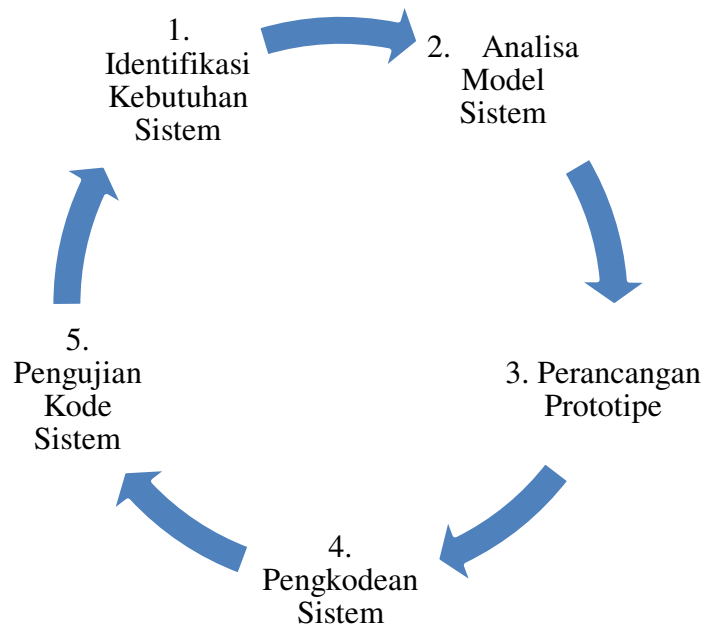 1.
Identifikasi
Kebutuhan
Sistem
2. Analisa
Model
Sistem
3. Perancangan
Prototipe
4.
Pengkodean
Sistem
5.
Pengujian
Kode
Sistem